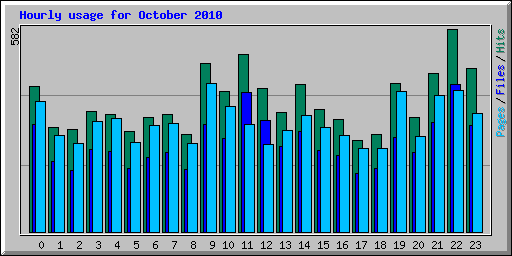 Hourly usage for October 2010
582
Pages/Files/Hits
0 1 2 3 4 5 6 7 8 9 10 11 12 13 14 15 16 17 18 19 20 21 22 23